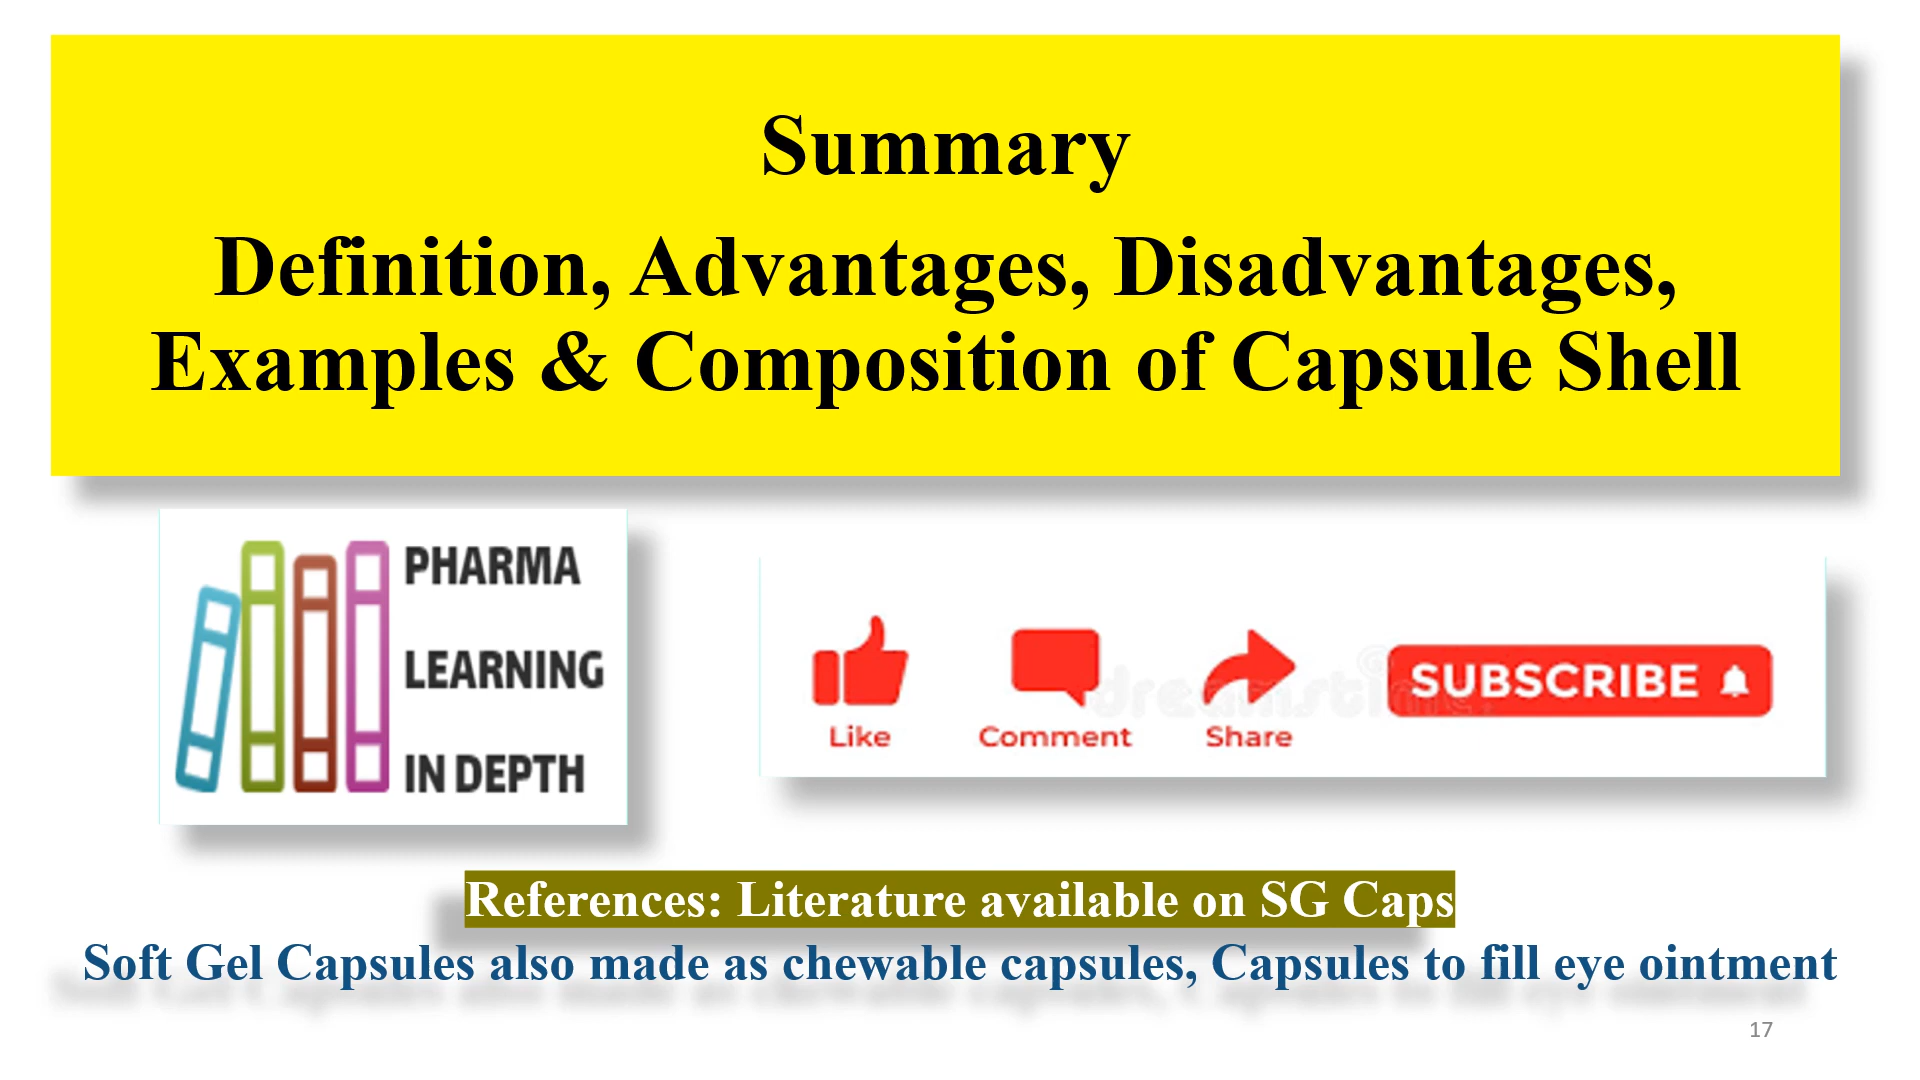 Summary
Definition, Advantages, Disadvantages,
Examples & Composition of Capsule Shell
PHARMA
LEARNING
IN DEPTH
Like
Comment
Share
SUBSCRIBE
dreamstime.
References: Literature available on SG Caps
Soft Gel Capsules also made as chewable capsules, Capsules to fill eye ointment
17